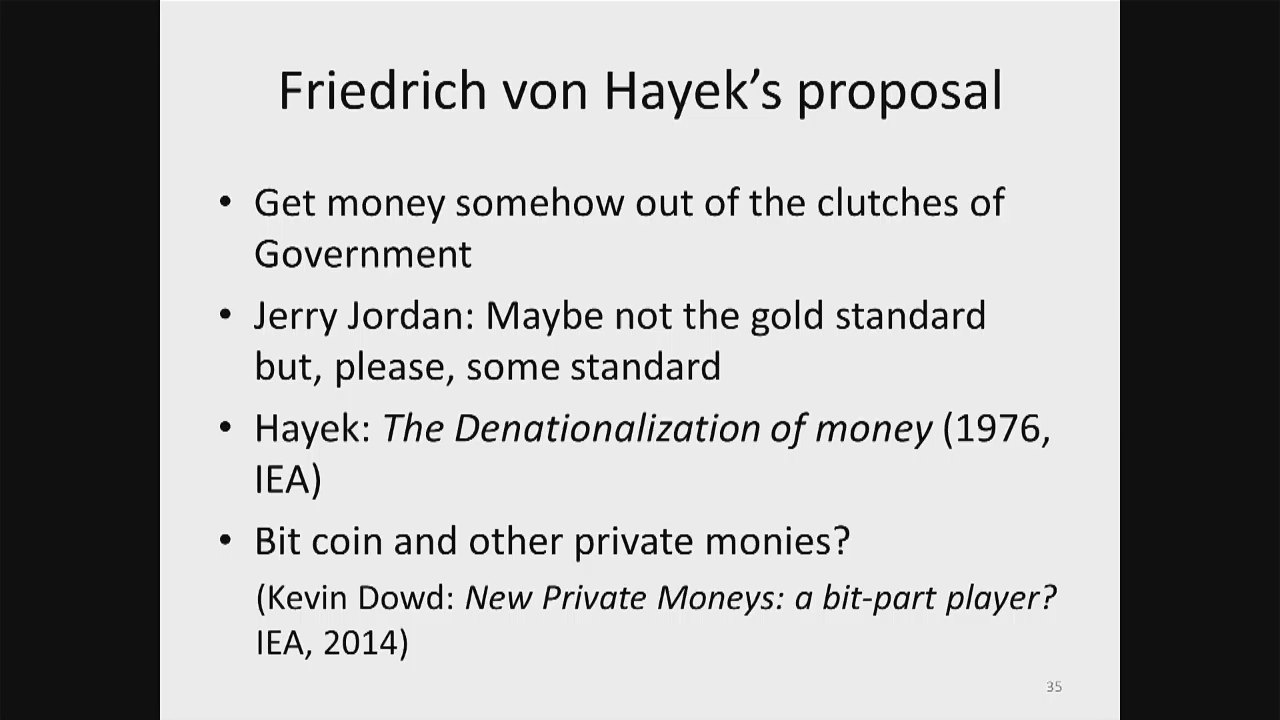 Friedrich von Hayek’s proposal
• Get money somehow out of the clutches of
Government
• Jerry Jordan: Maybe not the gold standard
but, please, some standard
• Hayek: The Denationalization of money (1976,
IEA)
• Bit coin and other private monies?
(Kevin Dowd: New Private Moneys: a bit-part player?
IEA, 2014)
35